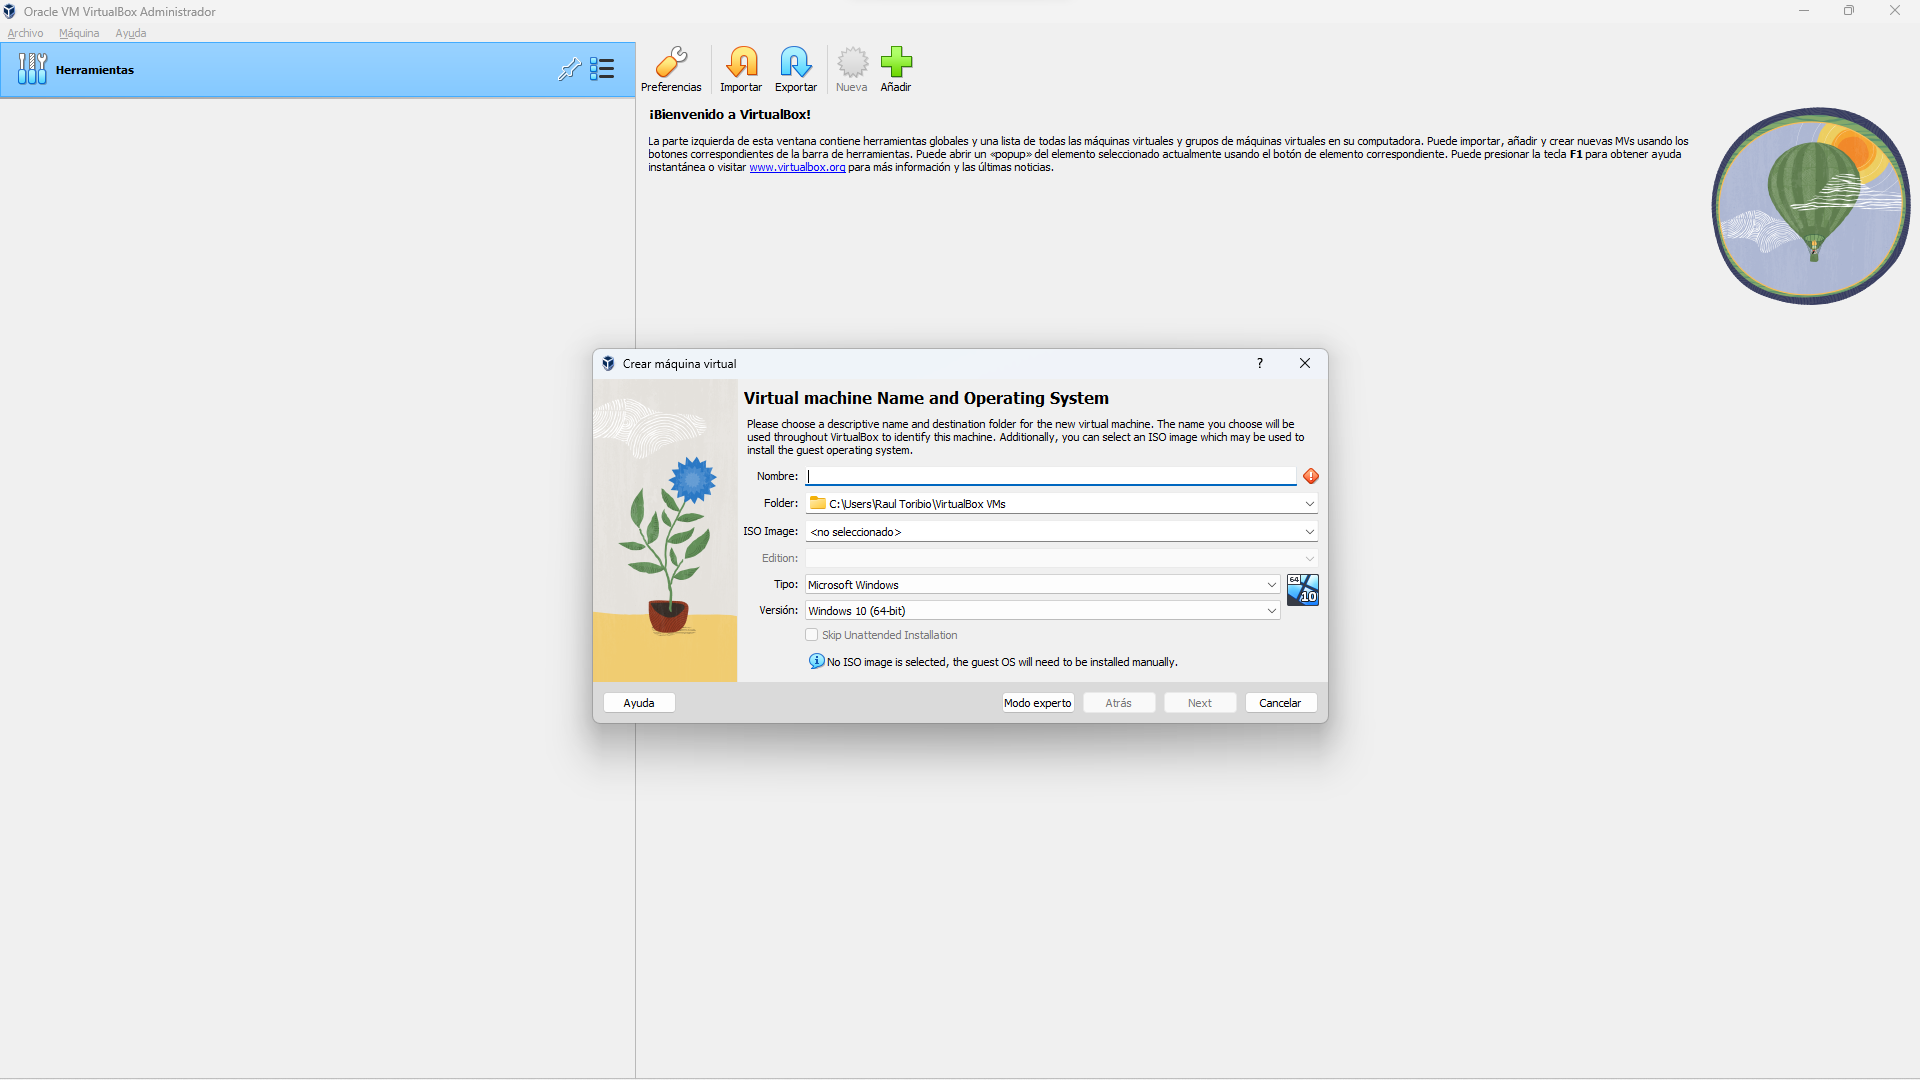 Oracle VM VirtualBox Administrador
Archivo Máquina Ayuda
Herramientas
Preferencias Importar Exportar Nueva Añadir
¡Bienvenido a VirtualBox!
La parte izquierda de esta ventana contiene herramientas globales y una lista de todas las máquinas virtuales y grupos de máquinas virtuales en su computadora. Puede importar, añadir y crear nuevas MVs usando los
botones correspondientes de la barra de herramientas. Puede abrir un «popup» del elemento seleccionado actualmente usando el botón de elemento correspondiente. Puede presionar la tecla F1 para obtener ayuda
instantánea o visitar www.virtualbox.org para más información y las últimas noticias.
Crear máquina virtual
?
Virtual machine Name and Operating System
Please choose a descriptive name and destination folder for the new virtual machine. The name you choose will be
used throughout VirtualBox to identify this machine. Additionally, you can select an ISO image which may be used to
install the guest operating system.
Nombre:
Folder: C:\Users\Raul Toribio\VirtualBox VMs
ISO Image: <no seleccionado>
Edition:
Tipo: Microsoft Windows
64
10
Versión: Windows 10 (64-bit)
Skip Unattended Installation
No ISO image is selected, the guest OS will need to be installed manually.
Ayuda Modo experto Atrás Next Cancelar